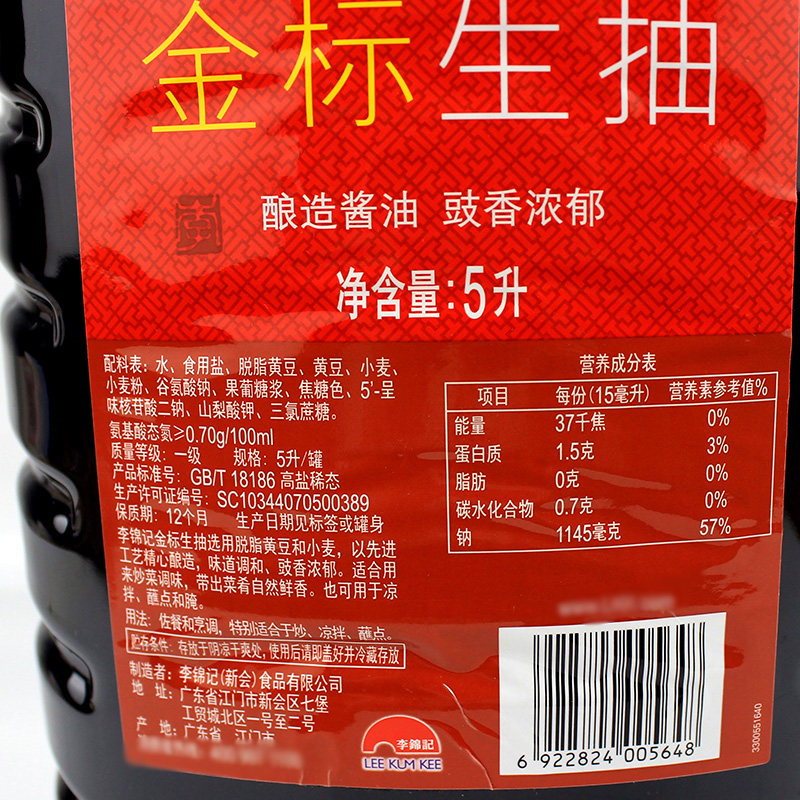 金标生抽
酿造酱油 豉香浓郁
净含量:5升
配料表：水、食用盐、脱脂黄豆、黄豆、小麦、
小麦粉、谷氨酸钠、果葡糖浆、焦糖色、5'-呈
味核苷酸二钠、山梨酸钾、三氯蔗糖。
氨基酸态氮≥0.70g/100ml
质量等级：一级 规格：5升/罐
产品标准号：GB/T 18186 高盐稀态
生产许可证编号：SC10344070500389
保质期：12个月 生产日期见标签或罐身
李锦记金标生抽选用脱脂黄豆和小麦，以先进
工艺精心酿造，味道调和、豉香浓郁。适合用
来炒菜调味，带出菜肴自然鲜香。也可用于凉
拌、蘸点和腌。
用法：佐餐和烹调，特别适合于炒、凉拌、蘸点。
贮存条件：存放于阴凉干爽处，使用后请即盖好并冷藏存放
制造者：李锦记(新会)食品有限公司
地 址：广东省江门市新会区七堡
工贸城北区一号至二号
产 地：广东省 江门市
营养成分表
项目 每份(15毫升) 营养素参考值%
能量 37千焦 0%
蛋白质 1.5克 3%
脂肪 0克 0%
碳水化合物 0.7克 0%
钠 1145毫克 57%
李錦記
LEE KUM KEE
6 922824 005648
3300551640